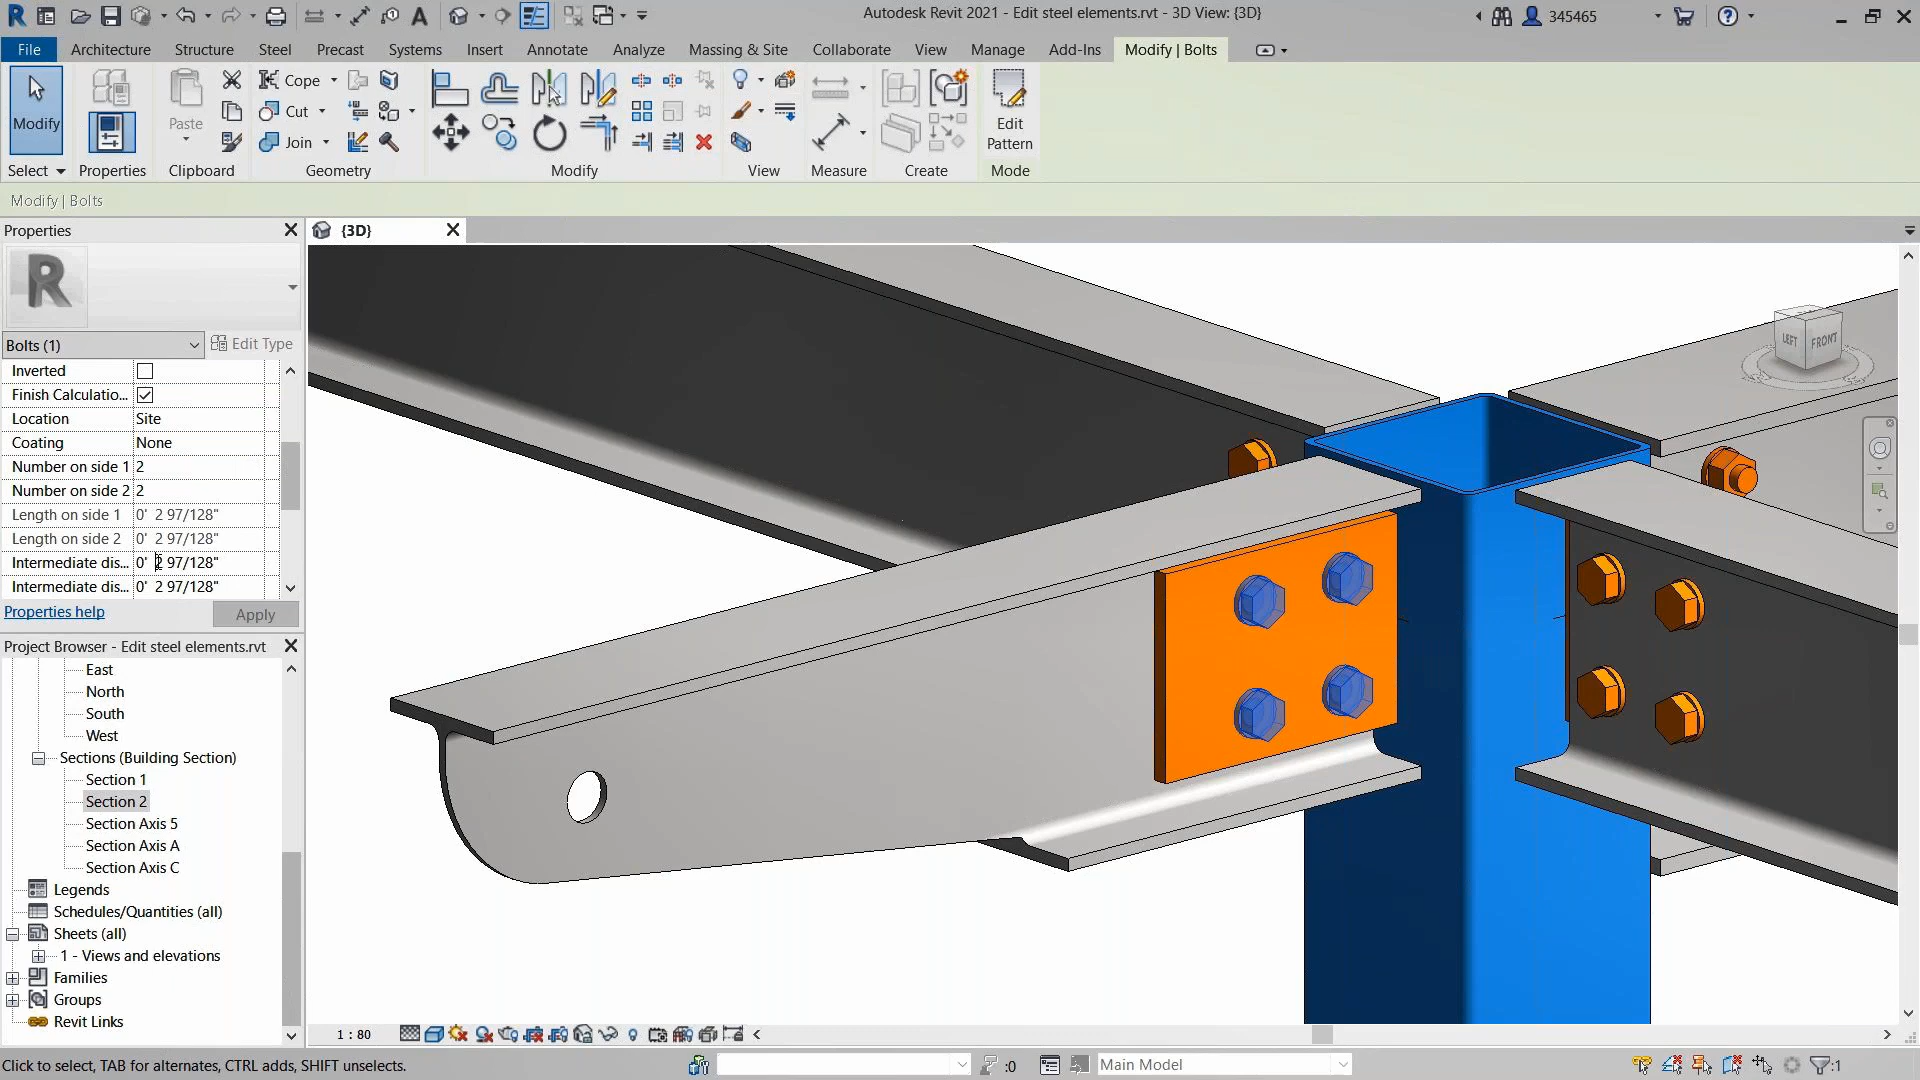 Autodesk Revit 2021 - Edit steel elements.rvt - 3D View: {3D}
345465
File
Architecture
Structure
Steel
Precast
Systems
Insert
Annotate
Analyze
Massing & Site
Collaborate
View
Manage
Add-Ins
Modify | Bolts
Modify
Paste
Cope
Cut
Join
Edit
Pattern
Select
Properties
Clipboard
Geometry
Modify
View
Measure
Create
Mode
Modify | Bolts
Properties
{3D}
R
Bolts (1)
Edit Type
Inverted
Finish Calculatio...
Location Site
Coating None
Number on side 1 2
Number on side 2 2
Length on side 1 0' 2 97/128"
Length on side 2 0' 2 97/128"
Intermediate dis... 0' 2 97/128"
Intermediate dis... 0' 2 97/128"
Properties help
Apply
LEFT
FRONT
Project Browser - Edit steel elements.rvt
East
North
South
West
Sections (Building Section)
Section 1
Section 2
Section Axis 5
Section Axis A
Section Axis C
Legends
Schedules/Quantities (all)
Sheets (all)
1 - Views and elevations
Families
Groups
Revit Links
1 : 80
Click to select, TAB for alternates, CTRL adds, SHIFT unselects.
:0
Main Model
:1